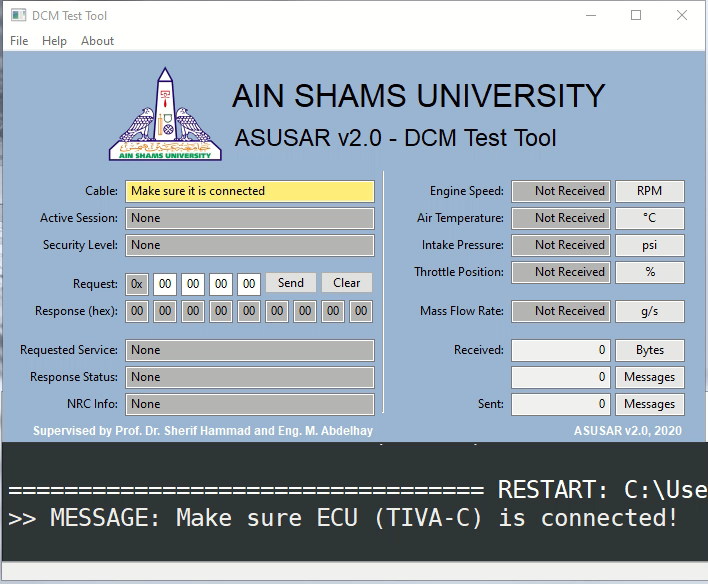 DCM Test Tool
File Help About
AIN SHAMS UNIVERSITY
ASUSAR v2.0 - DCM Test Tool
AIN SHAMS UNIVERSITY
Cable: Make sure it is connected
Active Session: None
Security Level: None
Request: 0x 00 00 00 00 Send Clear
Response (hex): 00 00 00 00 00 00 00 00 00
Requested Service: None
Response Status: None
NRC Info: None
Engine Speed: Not Received RPM
Air Temperature: Not Received °C
Intake Pressure: Not Received psi
Throttle Position: Not Received %
Mass Flow Rate: Not Received g/s
Received: 0 Bytes
0 Messages
Sent: 0 Messages
Supervised by Prof. Dr. Sherif Hammad and Eng. M. Abdelhay
ASUSAR v2.0, 2020
================================== RESTART: C:\Use
>> MESSAGE: Make sure ECU (TIVA-C) is connected!